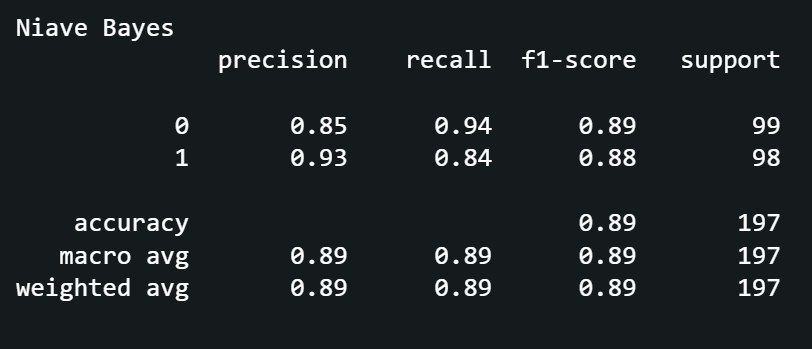 Niave Bayes
precision recall f1-score support
0 0.85 0.94 0.89 99
1 0.93 0.84 0.88 98
accuracy 0.89 197
macro avg 0.89 0.89 0.89 197
weighted avg 0.89 0.89 0.89 197